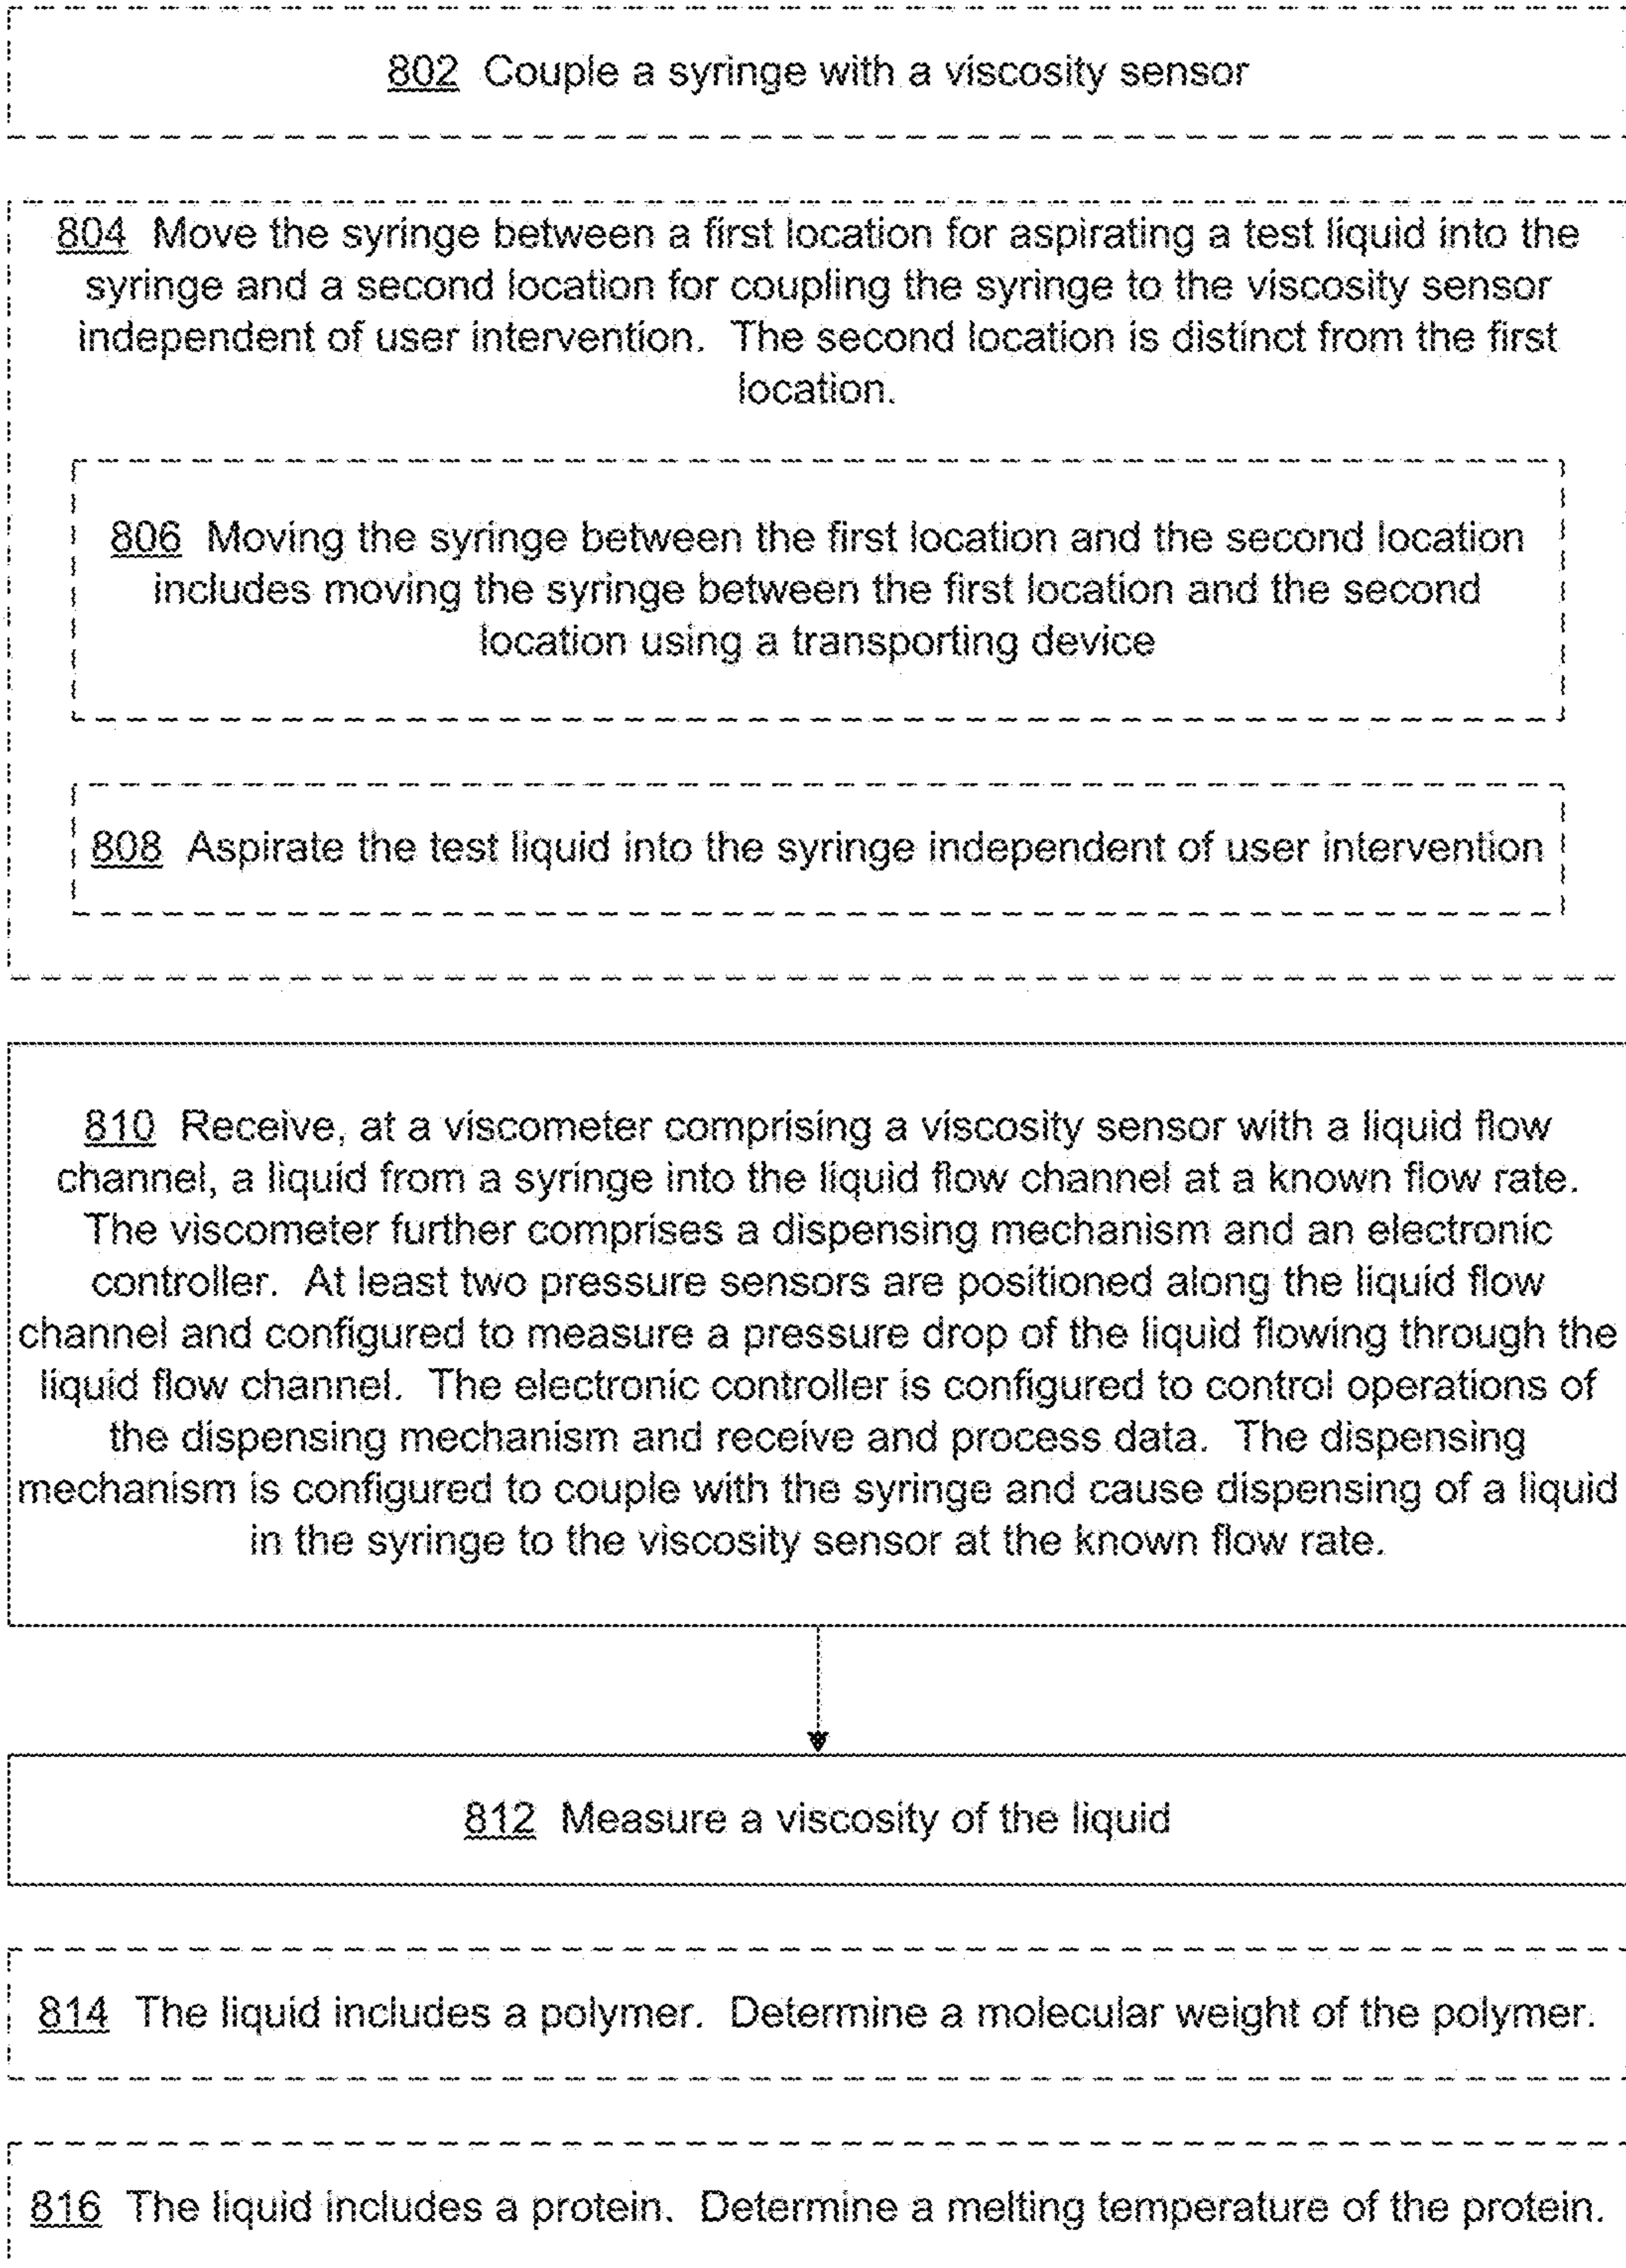 802 Couple a syringe with a viscosity sensor
804 Move the syringe between a first location for aspirating a test liquid into the
syringe and a second location for coupling the syringe to the viscosity sensor
independent of user intervention. The second location is distinct from the first
location.
806 Moving the syringe between the first location and the second location
includes moving the syringe between the first location and the second
location using a transporting device
808 Aspirate the test liquid into the syringe independent of user intervention
810 Receive, at a viscometer comprising a viscosity sensor with a liquid flow
channel, a liquid from a syringe into the liquid flow channel at a known flow rate.
The viscometer further comprises a dispensing mechanism and an electronic
controller. At least two pressure sensors are positioned along the liquid flow
channel and configured to measure a pressure drop of the liquid flowing through the
liquid flow channel. The electronic controller is configured to control operations of
the dispensing mechanism and receive and process data. The dispensing
mechanism is configured to couple with the syringe and cause dispensing of a liquid
in the syringe to the viscosity sensor at the known flow rate.
812 Measure a viscosity of the liquid
814 The liquid includes a polymer. Determine a molecular weight of the polymer.
816 The liquid includes a protein. Determine a melting temperature of the protein.